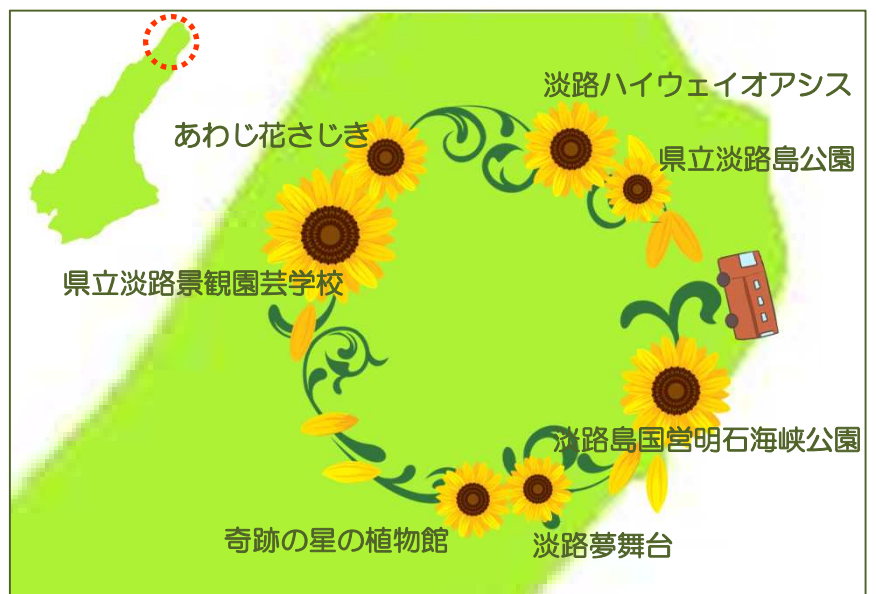 淡路ハイウェイオアシス
あわじ花さじき
県立淡路島公園
県立淡路景観園芸学校
淡路島国営明石海峡公園
奇跡の星の植物館
淡路夢舞台